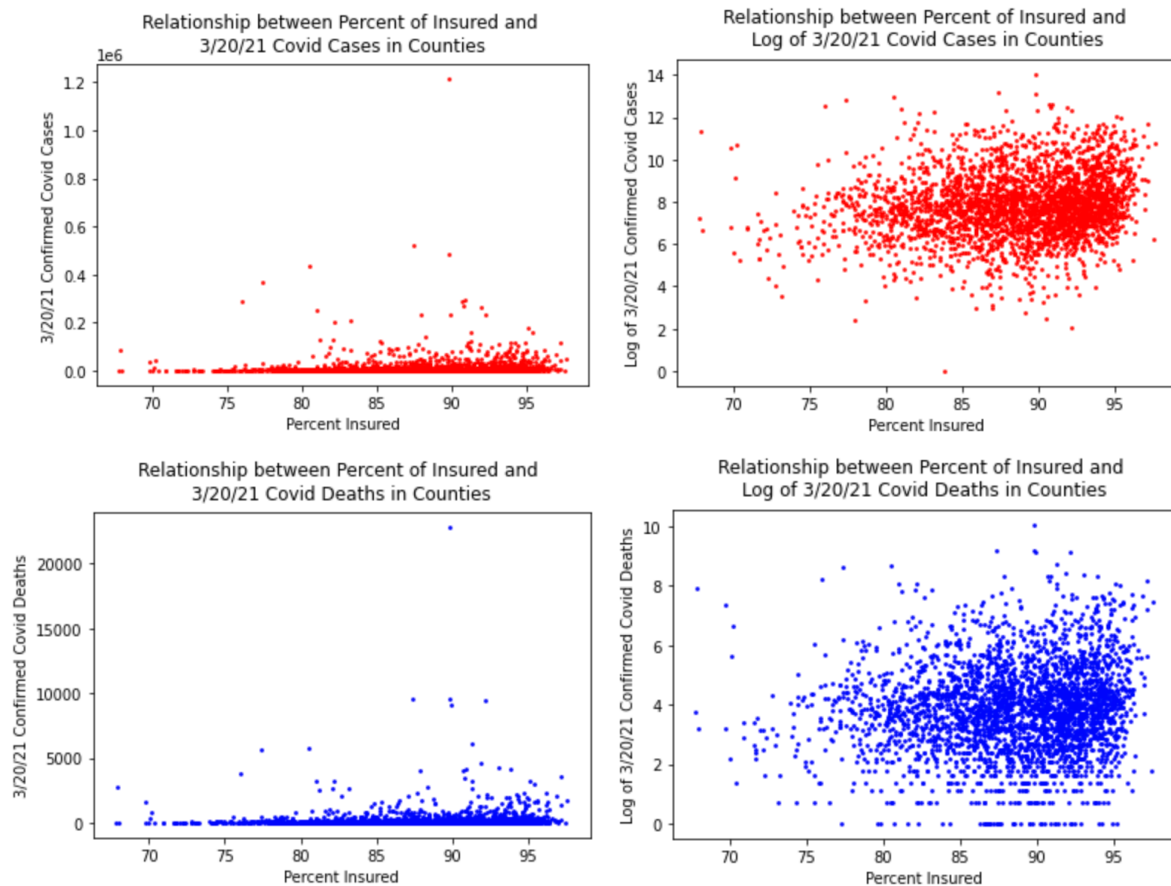 Relationship between Percent of Insured and
3/20/21 Covid Cases in Counties
1e6
3/20/21 Confirmed Covid Cases
1.2
1.0
0.8
0.6
0.4
0.2
0.0
70 75 80 85 90 95
Percent Insured
Relationship between Percent of Insured and
Log of 3/20/21 Covid Cases in Counties
Log of 3/20/21 Confirmed Covid Cases
14
12
10
8
6
4
2
0
70 75 80 85 90 95
Percent Insured
Relationship between Percent of Insured and
3/20/21 Covid Deaths in Counties
3/20/21 Confirmed Covid Deaths
20000
15000
10000
5000
0
70 75 80 85 90 95
Percent Insured
Relationship between Percent of Insured and
Log of 3/20/21 Covid Deaths in Counties
Log of 3/20/21 Confirmed Covid Deaths
10
8
6
4
2
0
70 75 80 85 90 95
Percent Insured